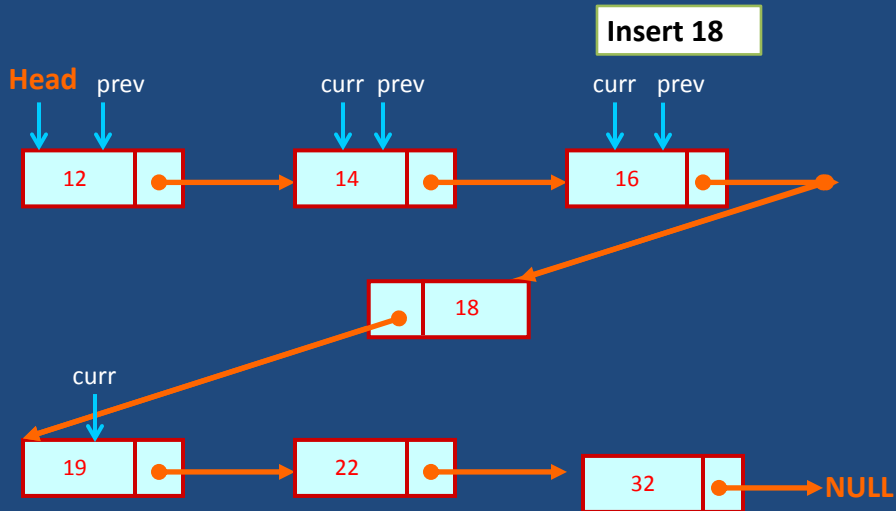 Insert 18
Head prev curr prev curr prev
12 14 16
18
curr
19 22 32 NULL